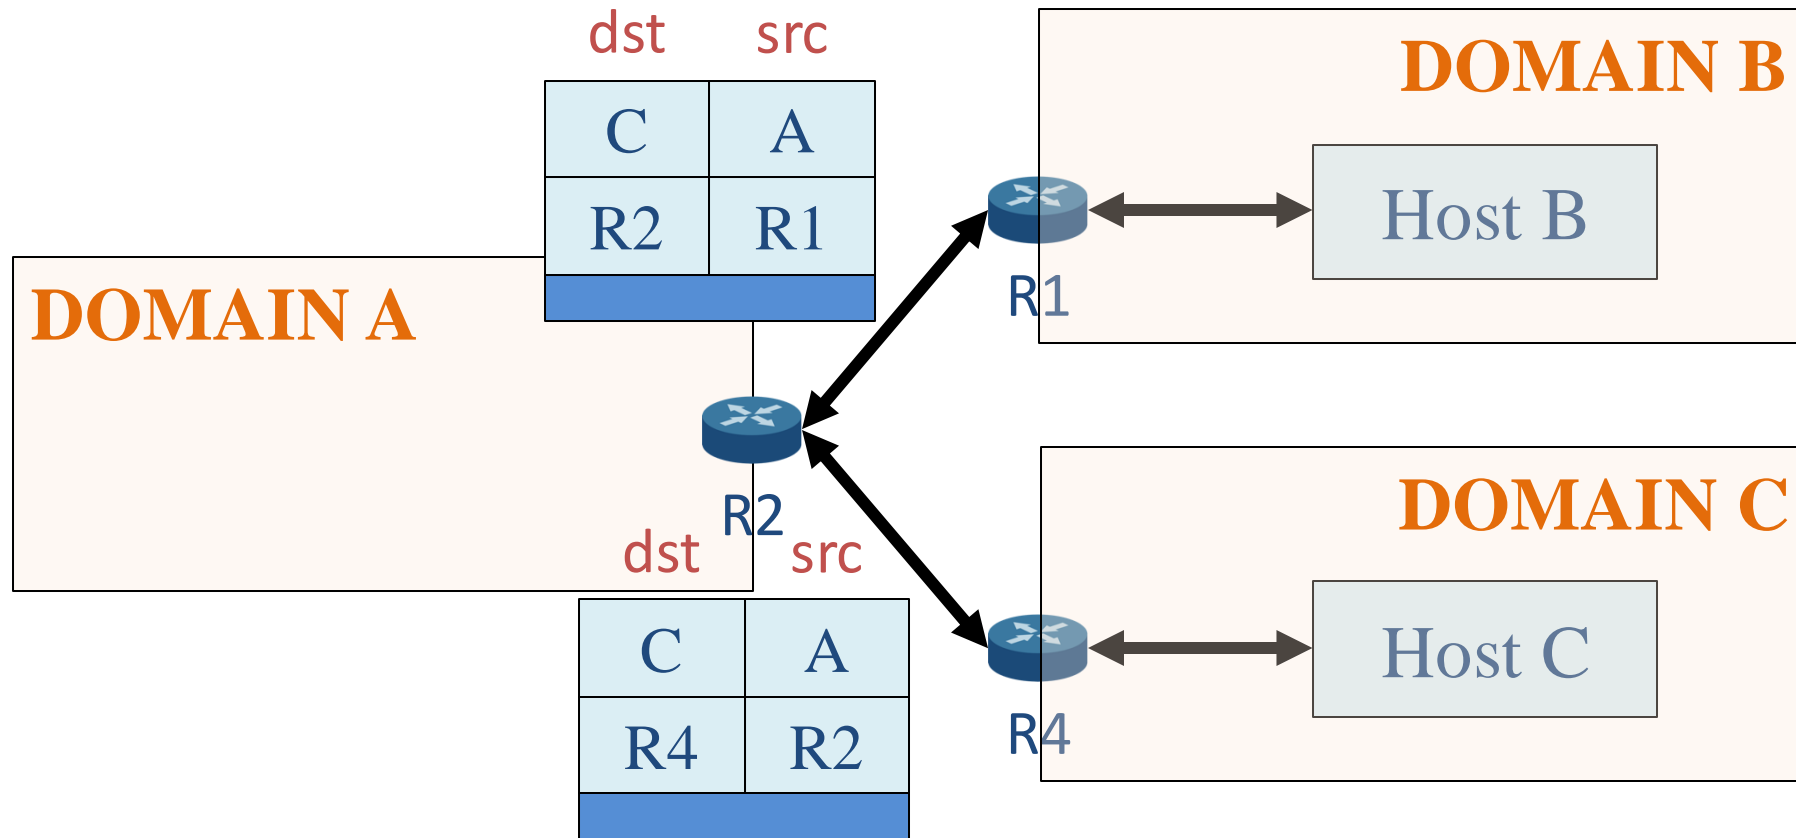 dst src
C A
R2 R1
DOMAIN A
DOMAIN B
Host B
R1
R2
dst src
C A
R4 R2
DOMAIN C
Host C
R4